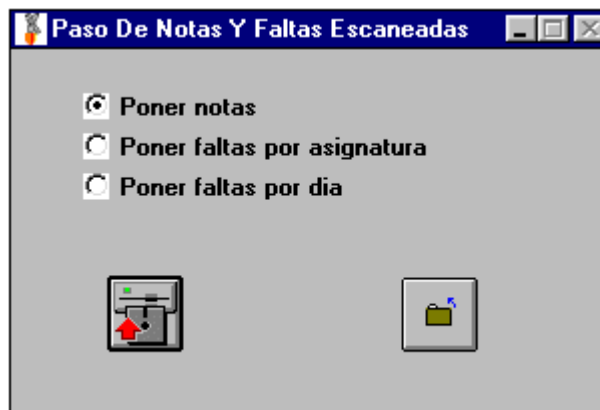 Paso De Notas Y Faltas Escaneadas
Poner notas
Poner faltas por asignatura
Poner faltas por dia